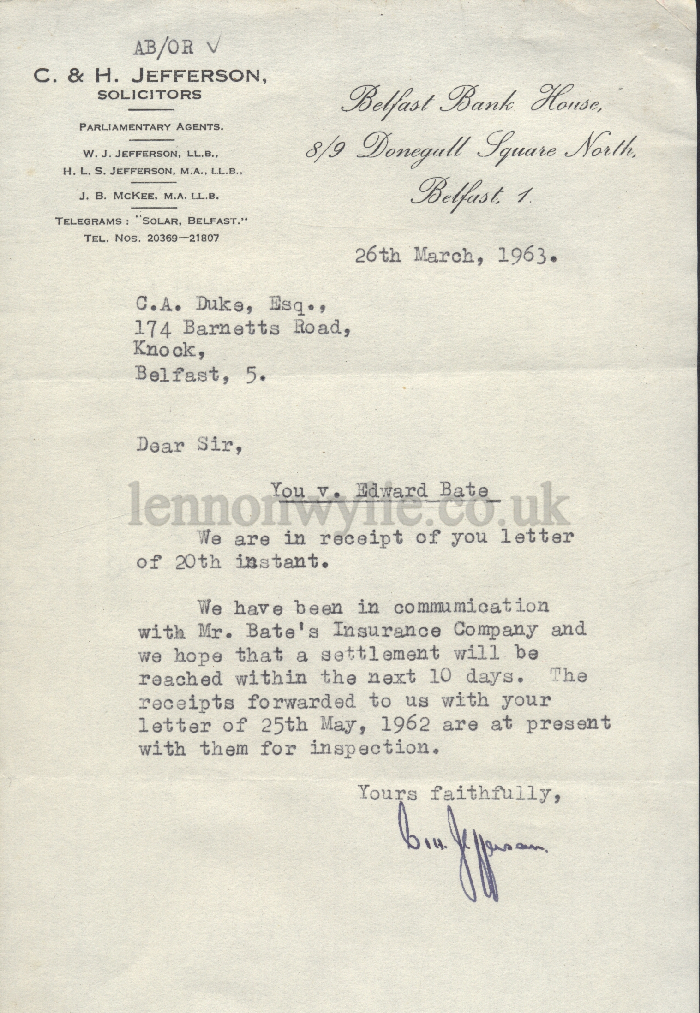 AB/OR ✓
C. & H. JEFFERSON,
SOLICITORS
PARLIAMENTARY AGENTS.
W. J. JEFFERSON, LL.B.,
H. L. S. JEFFERSON, M.A., LL.B.,
J. B. MCKEE, M.A. LL.B.
TELEGRAMS: "SOLAR, BELFAST."
TEL. NOS. 20369—21807
Belfast Bank House,
8/9 Donegall Square North,
Belfast. 1.
26th March, 1963.
C.A. Duke, Esq.,
174 Barnetts Road,
Knock,
Belfast, 5.
Dear Sir,
You v. Edward Bate
lennonwylie.co.uk
We are in receipt of you letter
of 20th instant.
We have been in commumication
with Mr. Bate's Insurance Company and
we hope that a settlement will be
reached within the next 10 days. The
receipts forwarded to us with your
letter of 25th May, 1962 are at present
with them for inspection.
Yours faithfully,
C & H. Jefferson.